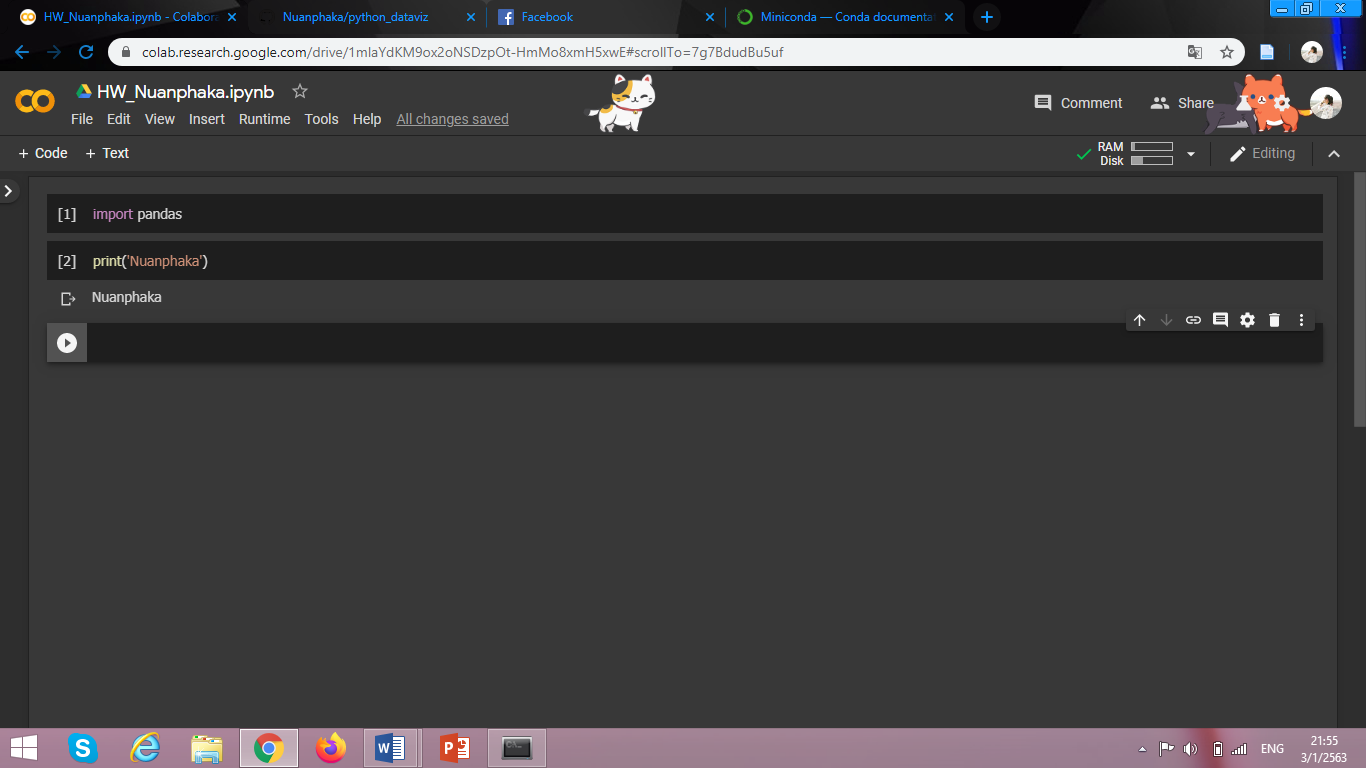 HW_Nuanphaka.ipynb - Colabora
Nuanphaka/python_dataviz
Facebook
Miniconda — Conda documentat
colab.research.google.com/drive/1mlaYdKM9ox2oNSDzpOt-HmMo8xmH5xwE#scrollTo=7g7BdudBu5uf
HW_Nuanphaka.ipynb
Comment
Share
File Edit View Insert Runtime Tools Help All changes saved
+ Code + Text
RAM
Disk
Editing
[1] import pandas
[2] print('Nuanphaka')
Nuanphaka
ENG
21:55
3/1/2563